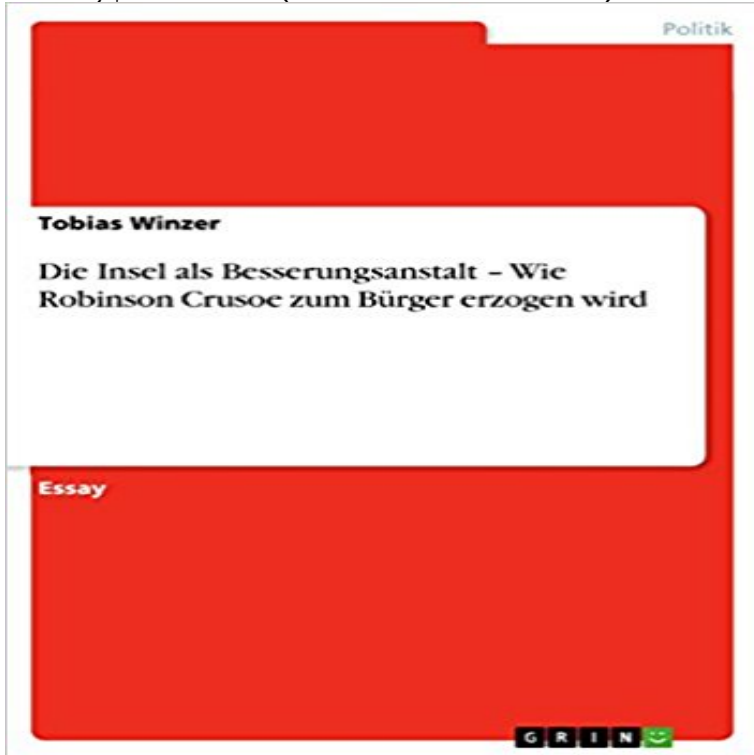 Politik
Tobias Winzer
Die Insel als Besserungsanstalt – Wie
Robinson Crusoe zum Bürger erzogen wird
Essay
GRIN